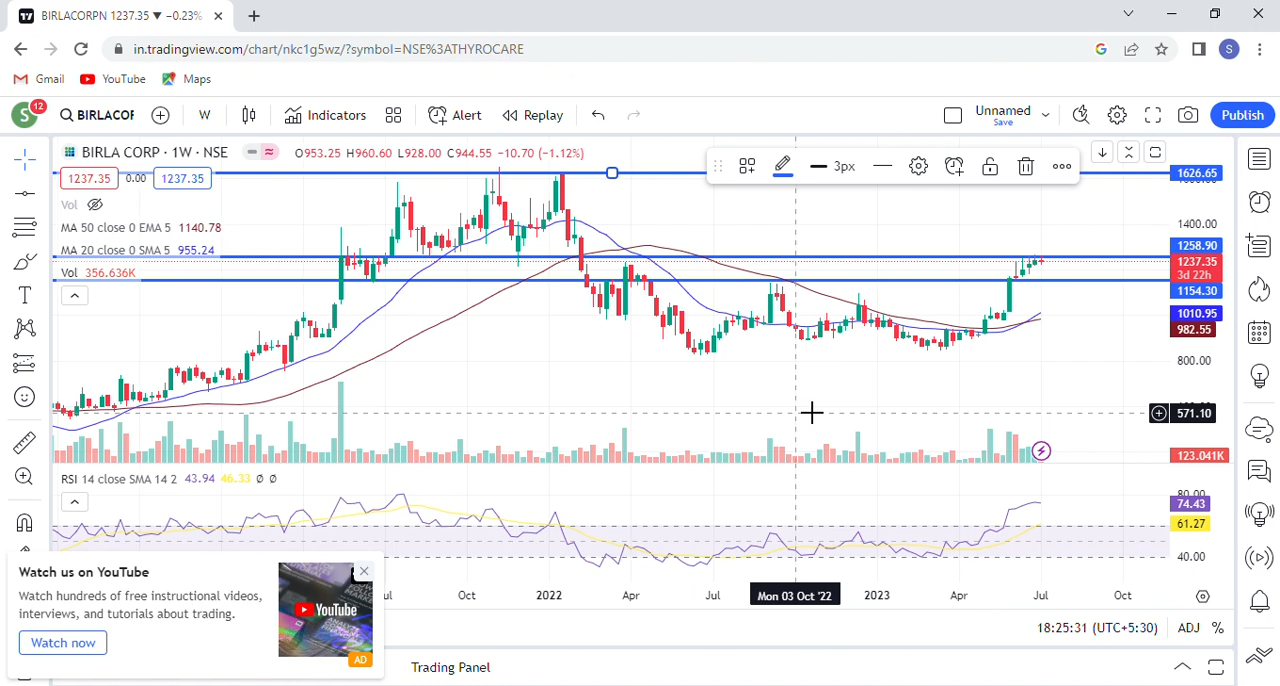 BIRLACORPN 1237.35 ▼ −0.23%
in.tradingview.com/chart/nkc1g5wz/?symbol=NSE%3ATHYROCARE
S
Gmail YouTube Maps
S 12 BIRLACOR W Indicators Alert Replay Unnamed Save Publish
BIRLA CORP · 1W · NSE O953.25 H960.60 L928.00 C944.55 −10.70 (−1.12%)
3px
1237.35 0.00 1237.35
Vol
MA 50 close 0 EMA 5 1140.78
MA 20 close 0 SMA 5 955.24
Vol 356.636K
1626.65
1400.00
1258.90
1237.35
3d 22h
1154.30
1010.95
982.55
800.00
571.10
123.041K
RSI 14 close SMA 14 2 43.94 46.33 Ø Ø
80.00
74.43
61.27
40.00
Oct 2022 Apr Jul Mon 03 Oct '22 2023 Apr Jul Oct
Watch us on YouTube
Watch hundreds of free instructional videos,
interviews, and tutorials about trading.
Watch now
YouTube
AD
18:25:31 (UTC+5:30) ADJ %
Trading Panel